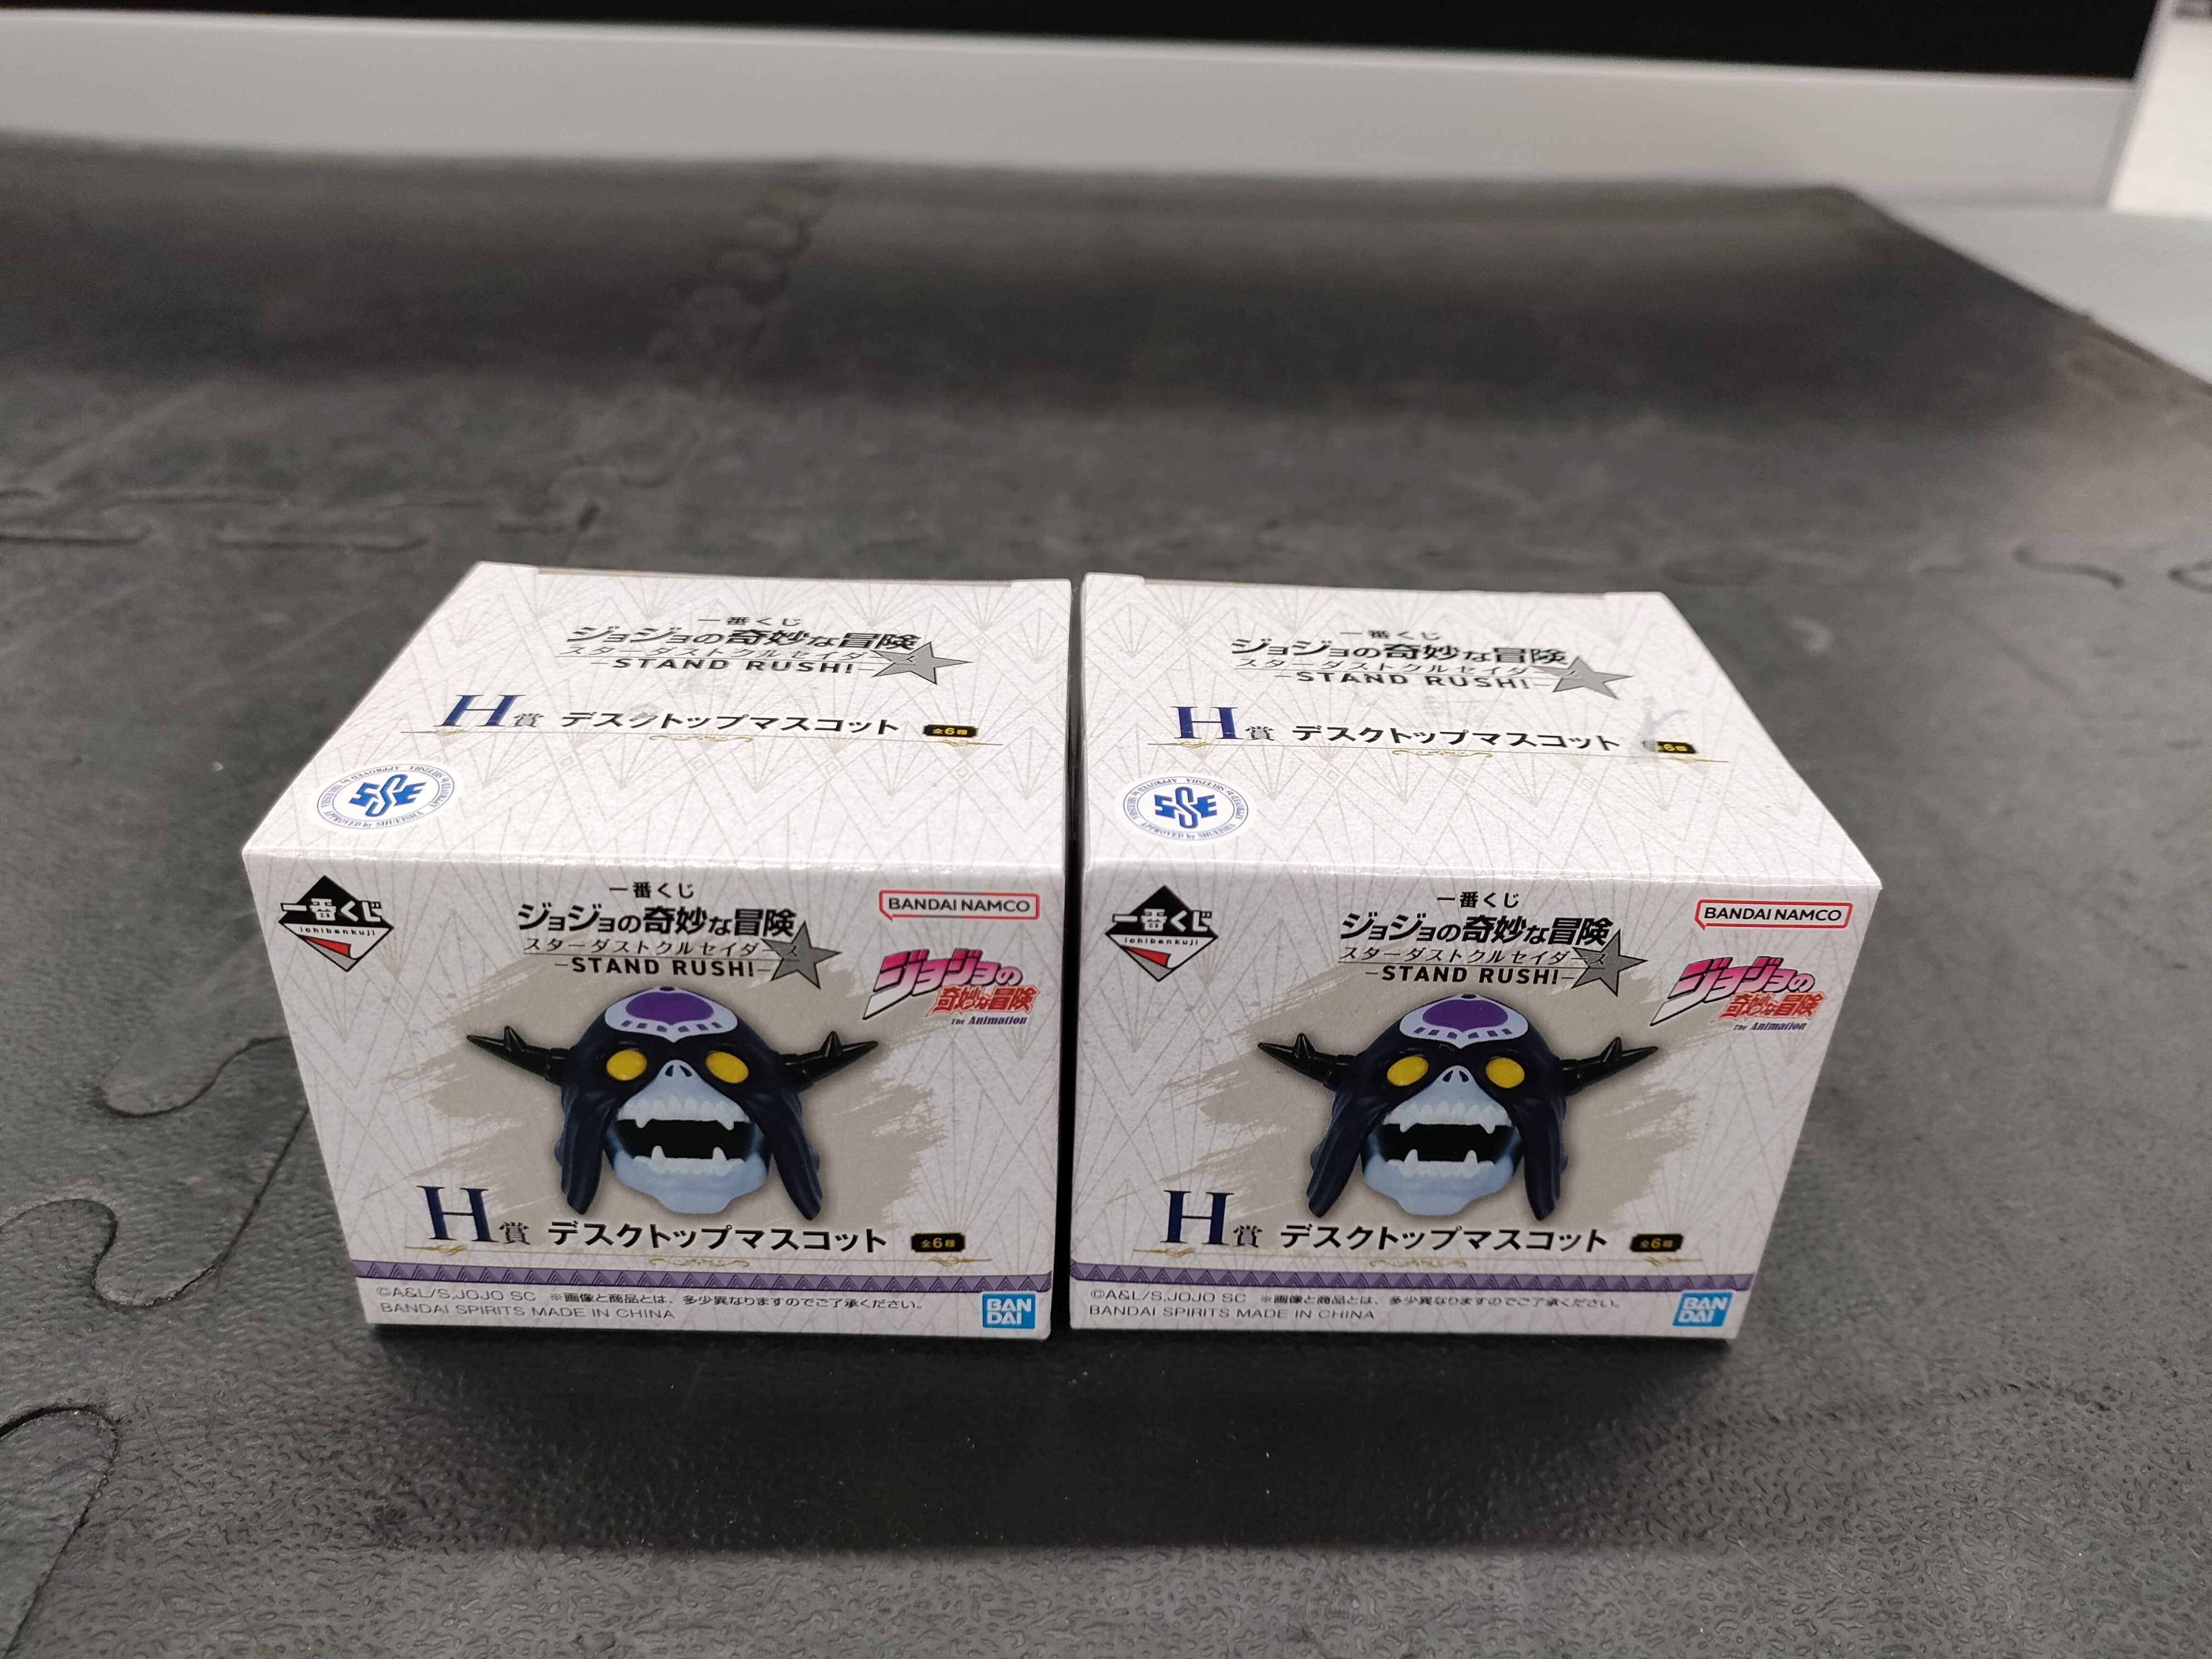 一番くじ
ジョジョの奇妙な冒険
スターダストクルセイダース
-STAND RUSH!-
H賞 デスクトップマスコット 全6種
SSE
APPROVED by SHUEISHA
一番くじ
ichibankuji
一番くじ
ジョジョの奇妙な冒険
スターダストクルセイダース
-STAND RUSH!-
BANDAI NAMCO
ジョジョの
奇妙な冒険
The Animation
H賞 デスクトップマスコット 全6種
©A&L/S,JOJO SC ※画像と商品とは、多少異なりますのでご了承ください。
BANDAI SPIRITS MADE IN CHINA
BAN
DAI
一番くじ
ジョジョの奇妙な冒険
スターダストクルセイダース
-STAND RUSH!-
H賞 デスクトップマスコット 全6種
SSE
APPROVED by SHUEISHA
一番くじ
ichibankuji
一番くじ
ジョジョの奇妙な冒険
スターダストクルセイダース
-STAND RUSH!-
BANDAI NAMCO
ジョジョの
奇妙な冒険
The Animation
H賞 デスクトップマスコット 全6種
©A&L/S,JOJO SC ※画像と商品とは、多少異なりますのでご了承ください。
BANDAI SPIRITS MADE IN CHINA
BAN
DAI